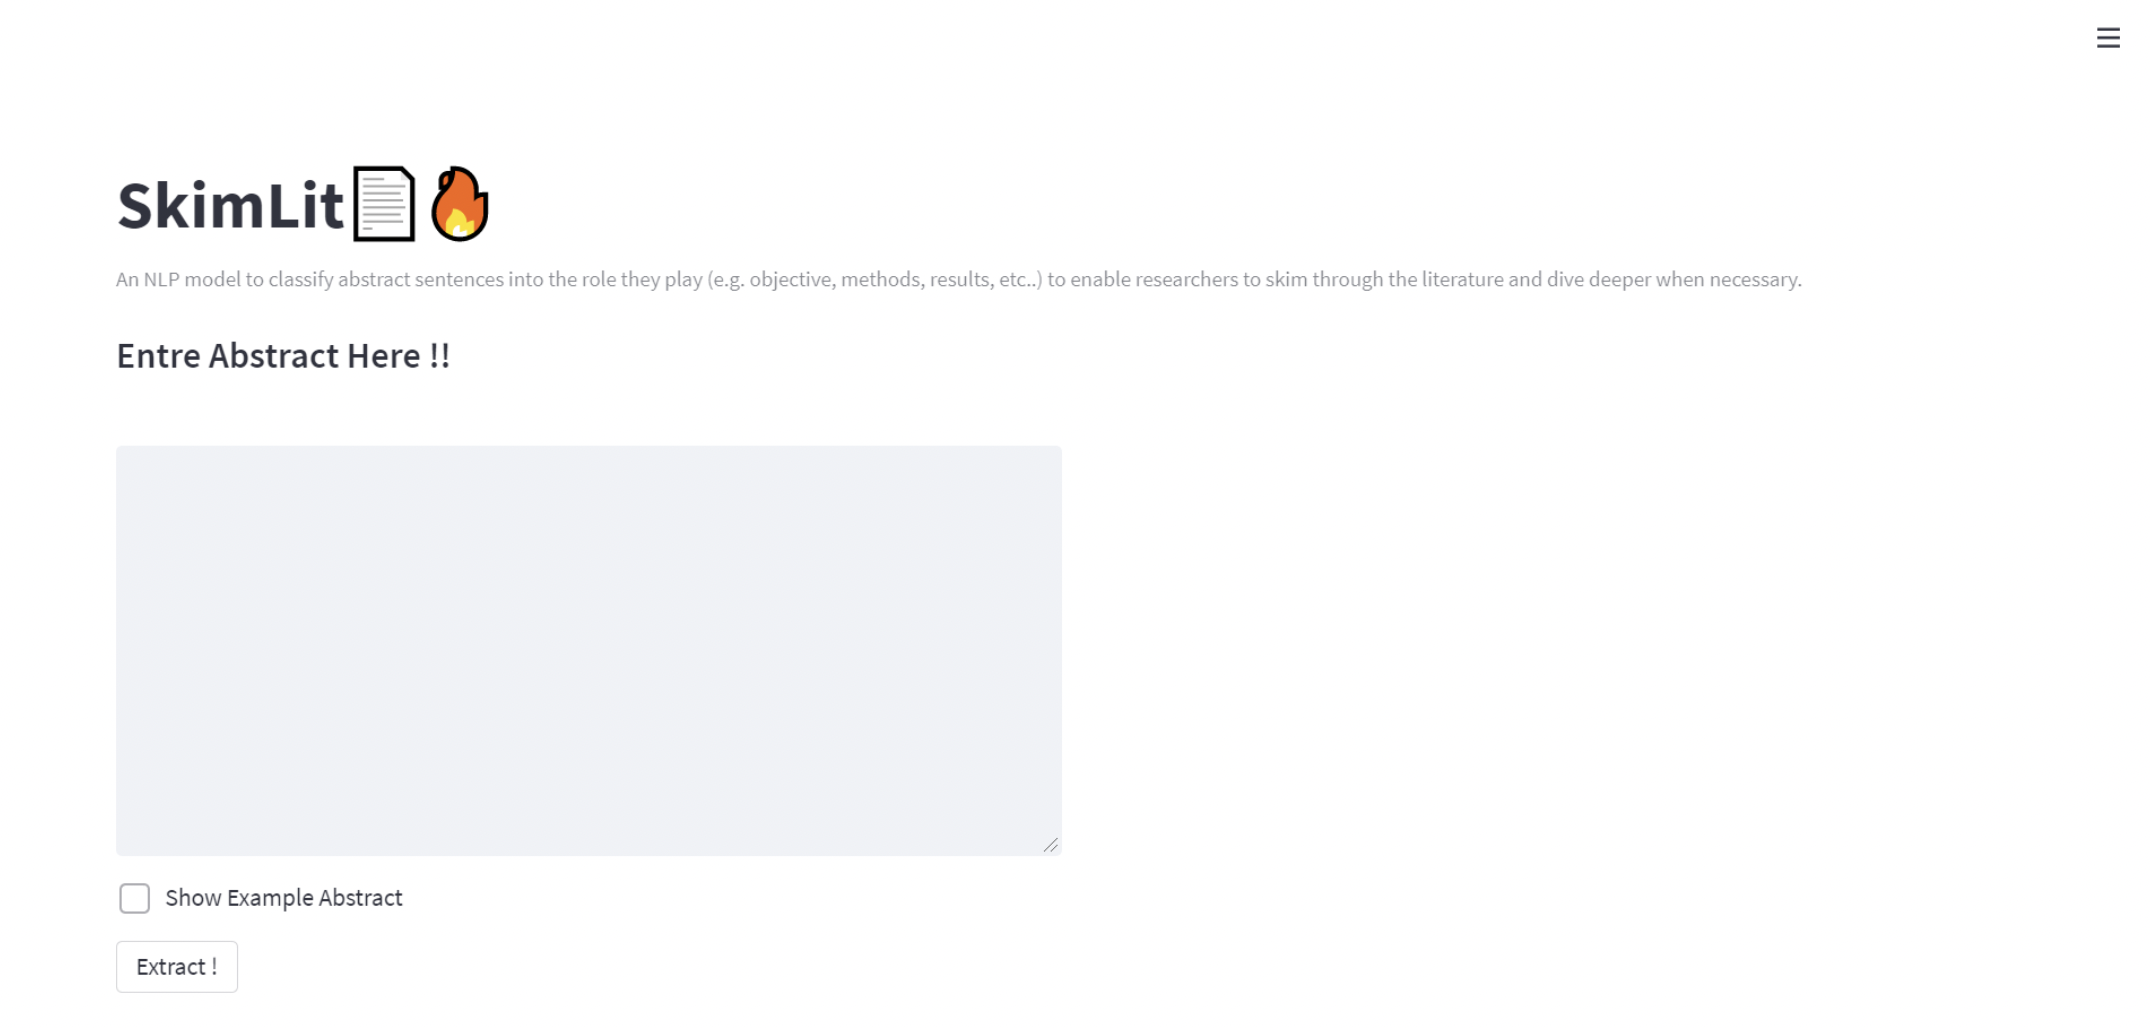 SkimLit📄🔥
An NLP model to classify abstract sentences into the role they play (e.g. objective, methods, results, etc..) to enable researchers to skim through the literature and dive deeper when necessary.
Entre Abstract Here !!
Show Example Abstract
Extract !